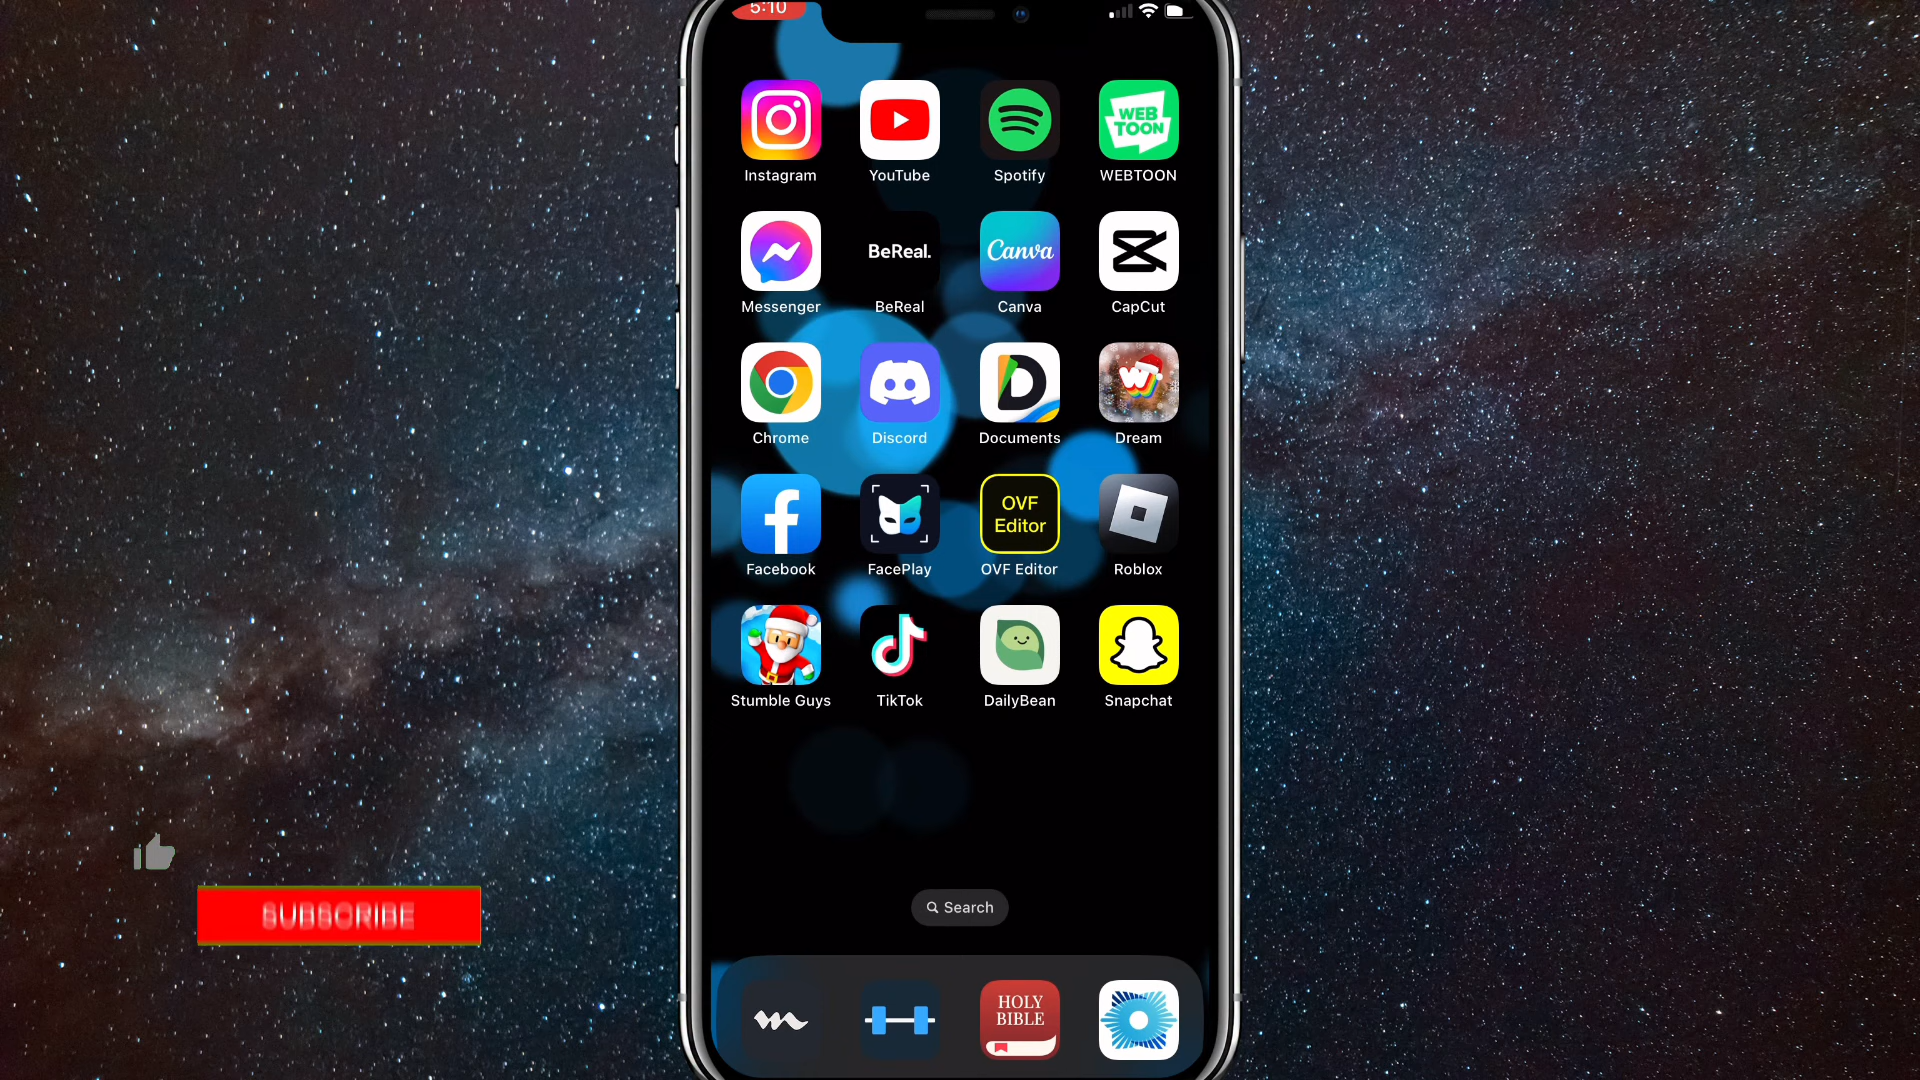 5:10
Instagram YouTube Spotify WEBTOON
WEB
TOON
BeReal. Canva
Messenger BeReal Canva CapCut
Chrome Discord Documents Dream
OVF
Editor
Facebook FacePlay OVF Editor Roblox
Stumble Guys TikTok DailyBean Snapchat
Search
SUBSCRIBE
HOLY
BIBLE